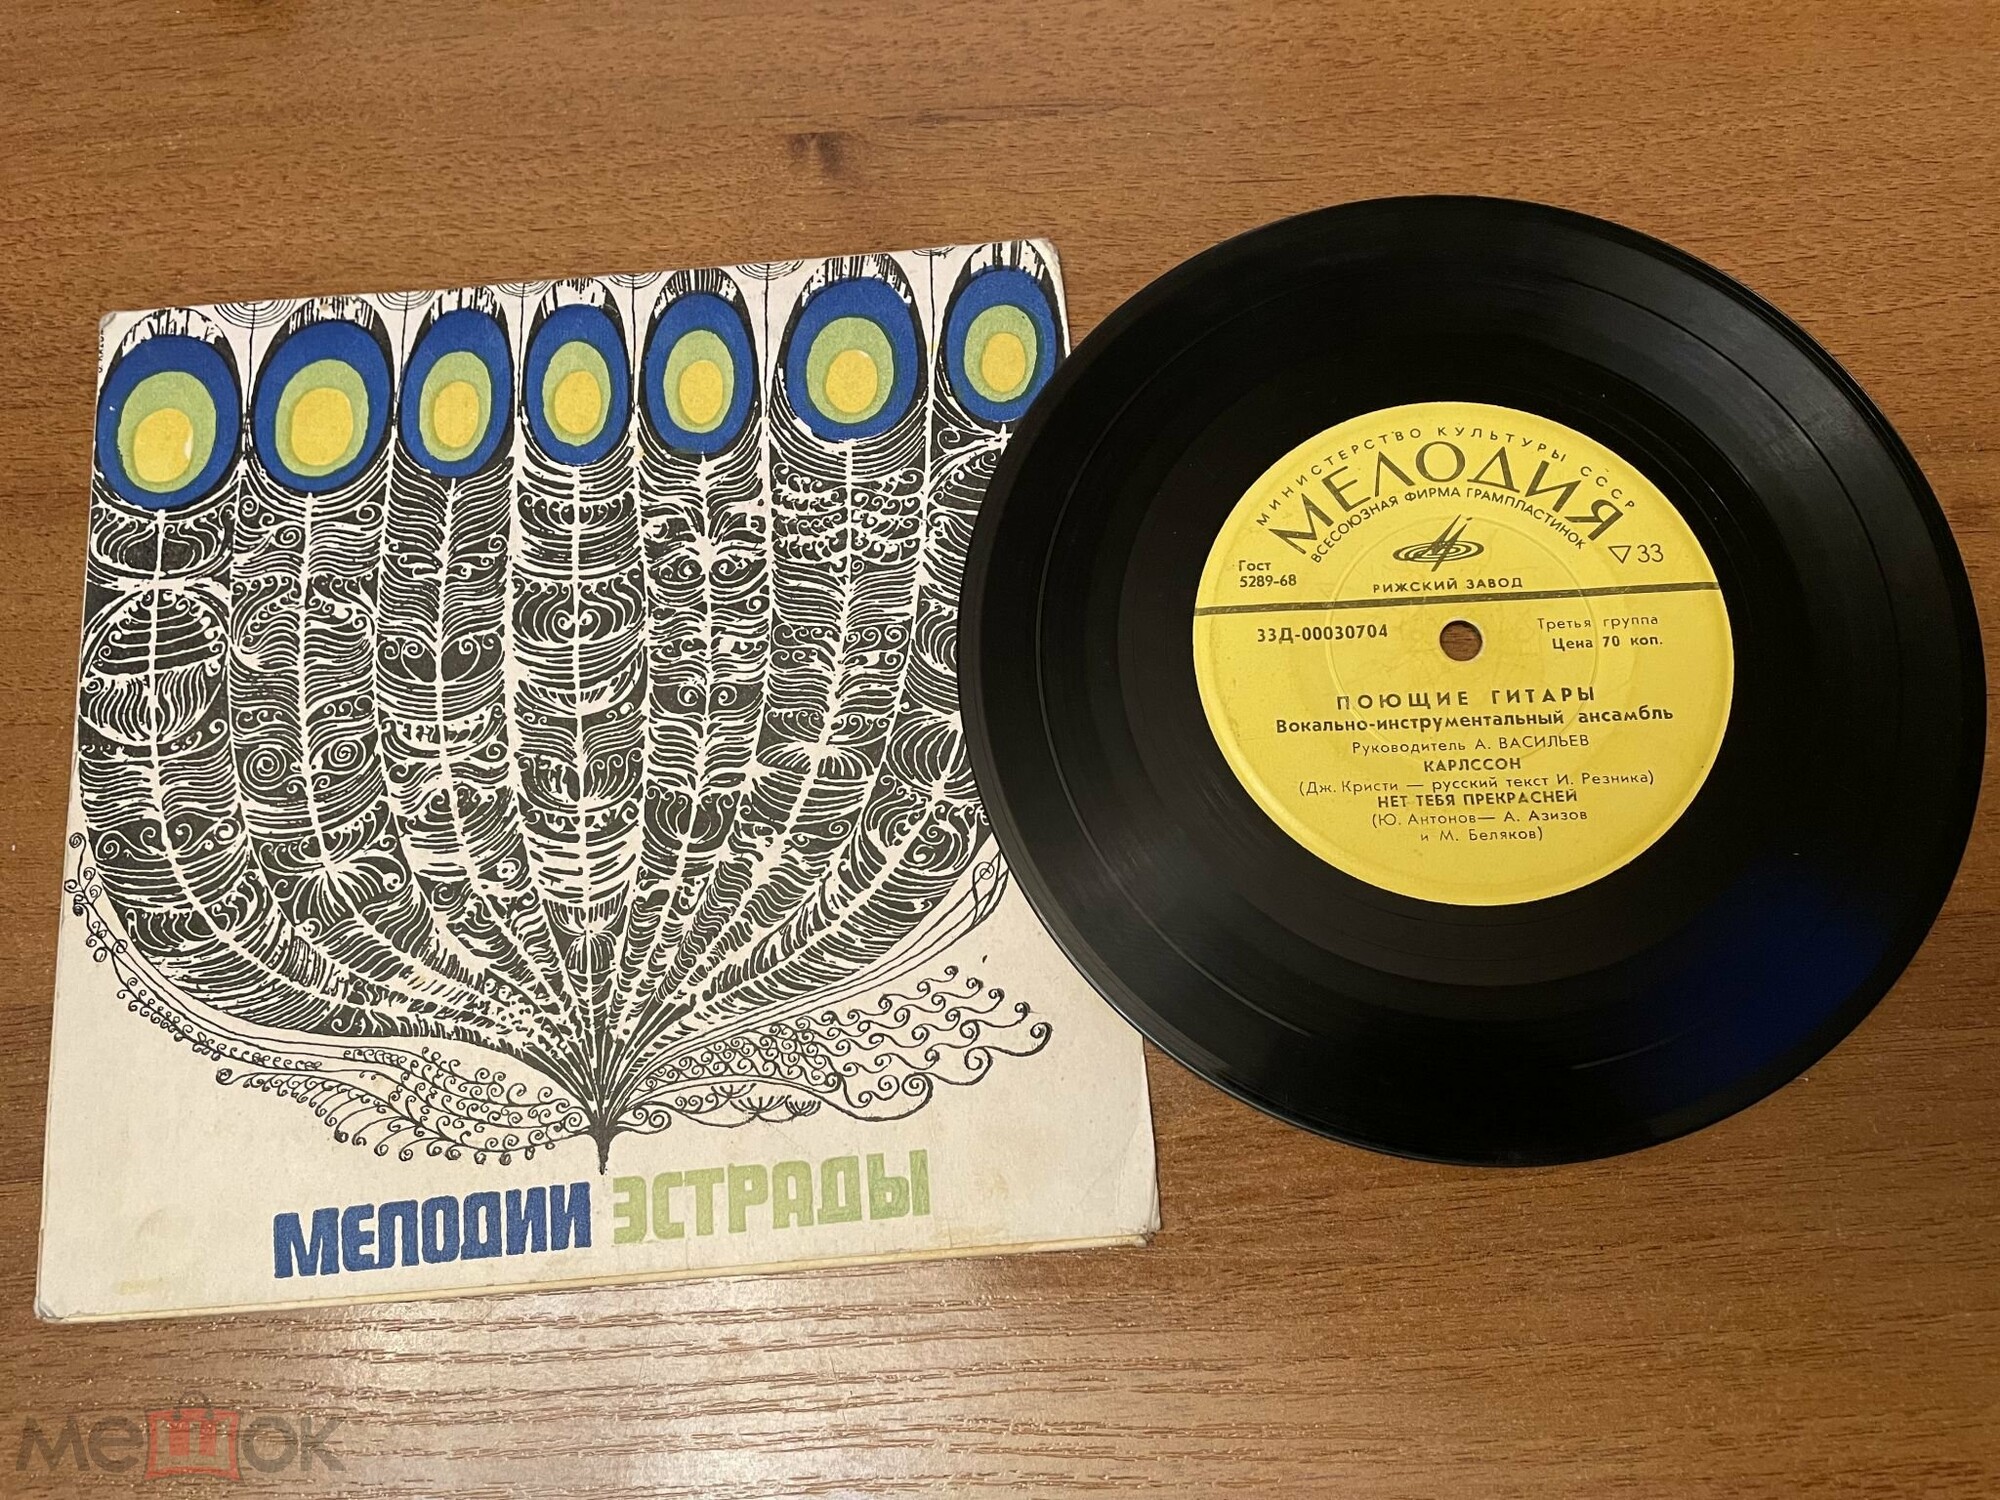 МЕЛОДИИ ЭСТРАДЫ
МИНИСТЕРСТВО КУЛЬТУРЫ СССР
МЕЛОДИЯ
ВСЕСОЮЗНАЯ ФИРМА ГРАМПЛАСТИНОК
Гост
5289-68
▽33
РИЖСКИЙ ЗАВОД
33Д-00030704
Третья группа
Цена 70 коп.
ПОЮЩИЕ ГИТАРЫ
Вокально-инструментальный ансамбль
Руководитель А. ВАСИЛЬЕВ
КАРЛССОН
(Дж. Кристи — русский текст И. Резника)
НЕТ ТЕБЯ ПРЕКРАСНЕЙ
(Ю. Антонов — А. Азизов
и М. Беляков)
мешок